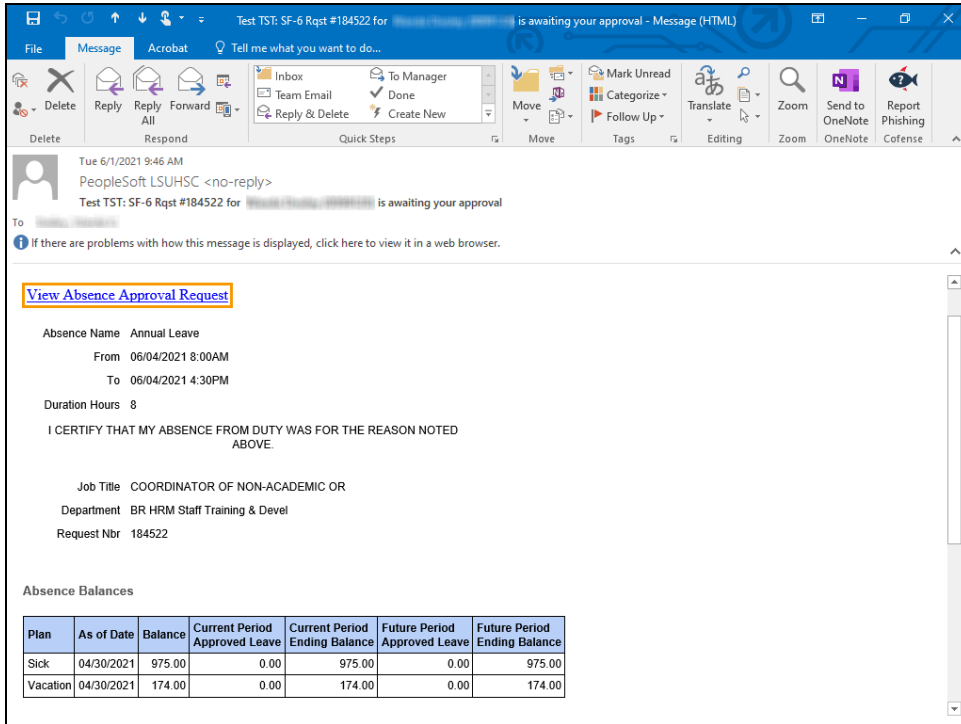 Test TST: SF-6 Rqst #184522 for is awaiting your approval - Message (HTML)
File Message Acrobat Tell me what you want to do...
Delete
Reply
Reply All
Forward
Inbox
Team Email
Reply & Delete
To Manager
Done
Create New
Move
Mark Unread
Categorize
Follow Up
Translate
Zoom
Send to OneNote
Report Phishing
Delete Respond Quick Steps Move Tags Editing Zoom OneNote Cofense
Tue 6/1/2021 9:46 AM
PeopleSoft LSUHSC <no-reply>
Test TST: SF-6 Rqst #184522 for is awaiting your approval
To
If there are problems with how this message is displayed, click here to view it in a web browser.
View Absence Approval Request
Absence Name Annual Leave
From 06/04/2021 8:00AM
To 06/04/2021 4:30PM
Duration Hours 8
I CERTIFY THAT MY ABSENCE FROM DUTY WAS FOR THE REASON NOTED
ABOVE.
Job Title COORDINATOR OF NON-ACADEMIC OR
Department BR HRM Staff Training & Devel
Request Nbr 184522
Absence Balances
Plan As of Date Balance Current Period Approved Leave Current Period Ending Balance Future Period Approved Leave Future Period Ending Balance
Sick 04/30/2021 975.00 0.00 975.00 0.00 975.00
Vacation 04/30/2021 174.00 0.00 174.00 0.00 174.00